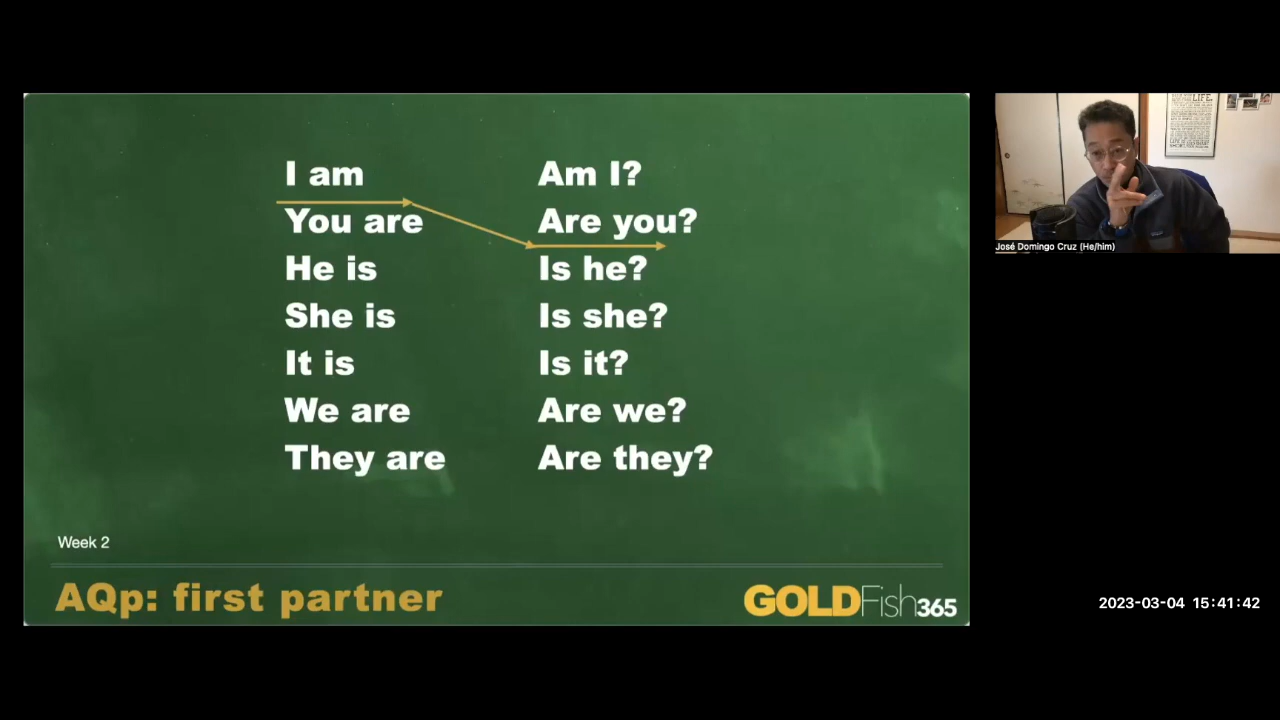 I am
You are
He is
She is
It is
We are
They are
Am I?
Are you?
Is he?
Is she?
Is it?
Are we?
Are they?
Week 2
AQp: first partner
GOLDFish365
LIFE.
José Domingo Cruz (He/him)
2023-03-04 15:41:42